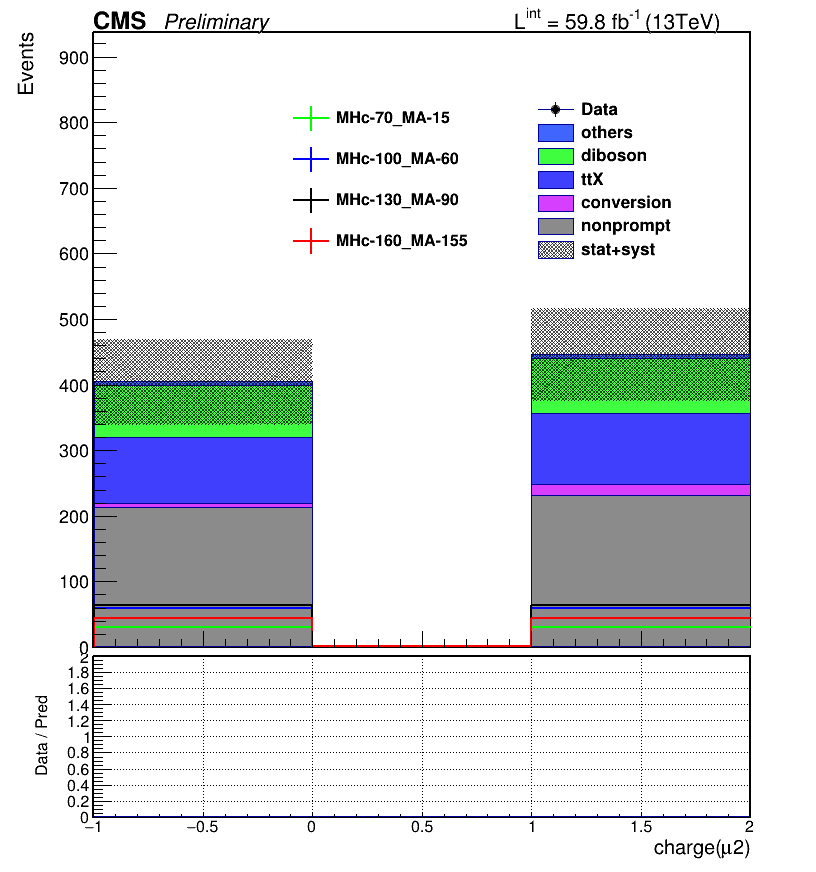 CMS Preliminary L^int = 59.8 fb^-1 (13TeV)
Events
900
800
700
600
500
400
300
200
100
0
MHc-70_MA-15
MHc-100_MA-60
MHc-130_MA-90
MHc-160_MA-155
Data
others
diboson
ttX
conversion
nonprompt
stat+syst
Data / Pred
2
1.8
1.6
1.4
1.2
1
0.8
0.6
0.4
0.2
0
−1 −0.5 0 0.5 1 1.5 2
charge(μ2)